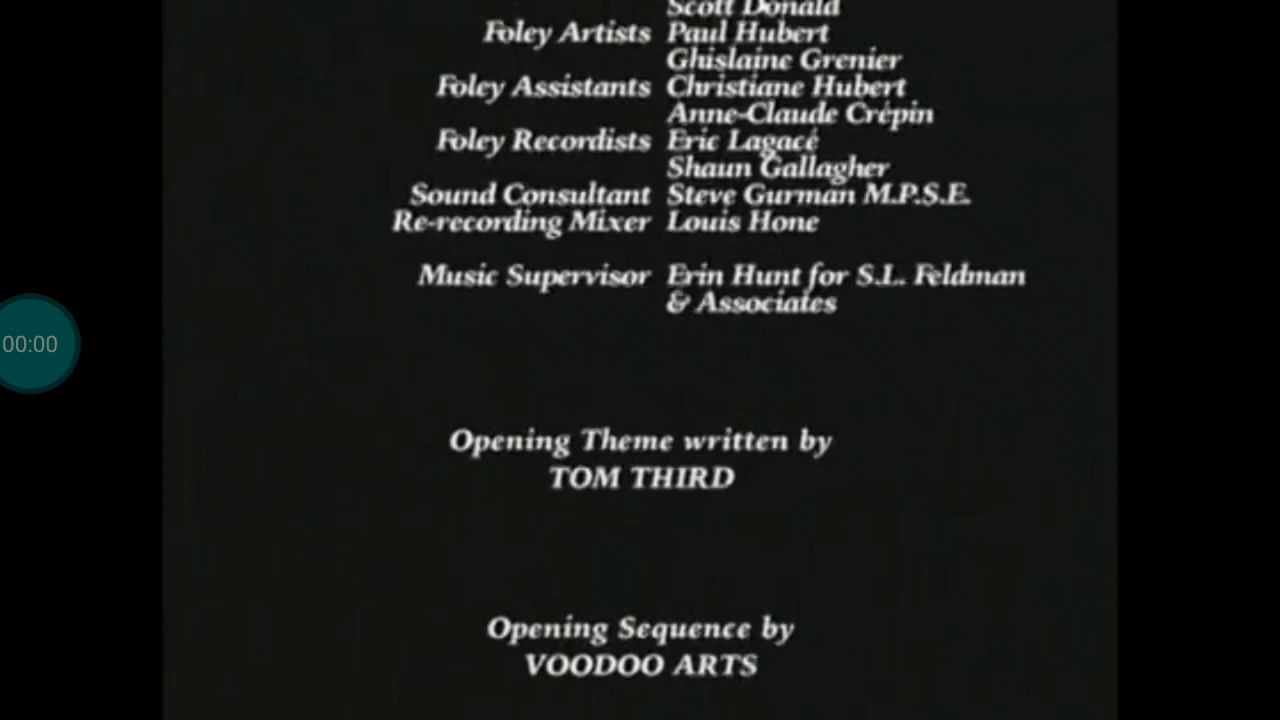 Scott Donald
Foley Artists Paul Hubert
Ghislaine Grenier
Foley Assistants Christiane Hubert
Anne-Claude Crépin
Foley Recordists Eric Lagacé
Shaun Gallagher
Sound Consultant Steve Gurman M.P.S.E.
Re-recording Mixer Louis Hone
Music Supervisor Erin Hunt for S.L. Feldman
& Associates
00:00
Opening Theme written by
TOM THIRD
Opening Sequence by
VOODOO ARTS